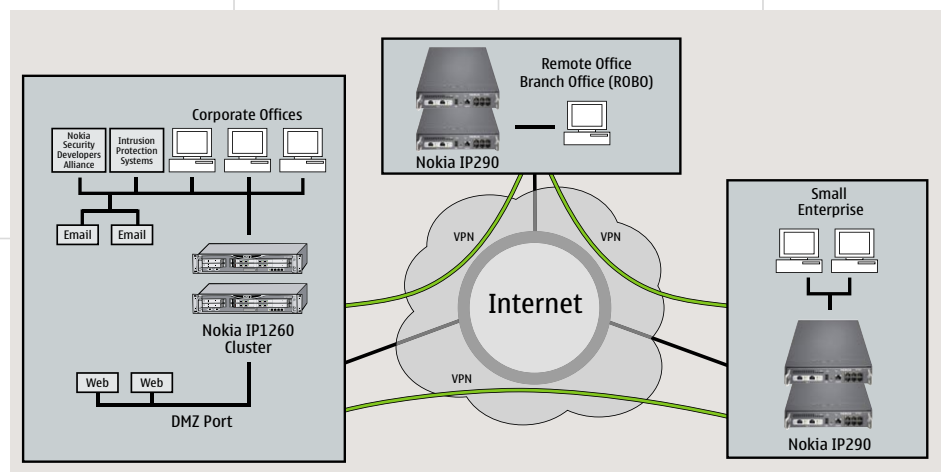 Corporate Offices
Nokia
Security
Developers
Alliance
Intrusion
Protection
Systems
Email
Email
Nokia IP1260
Cluster
Web
Web
DMZ Port
Remote Office
Branch Office (ROBO)
Nokia IP290
VPN
VPN
Internet
VPN
Small
Enterprise
Nokia IP290